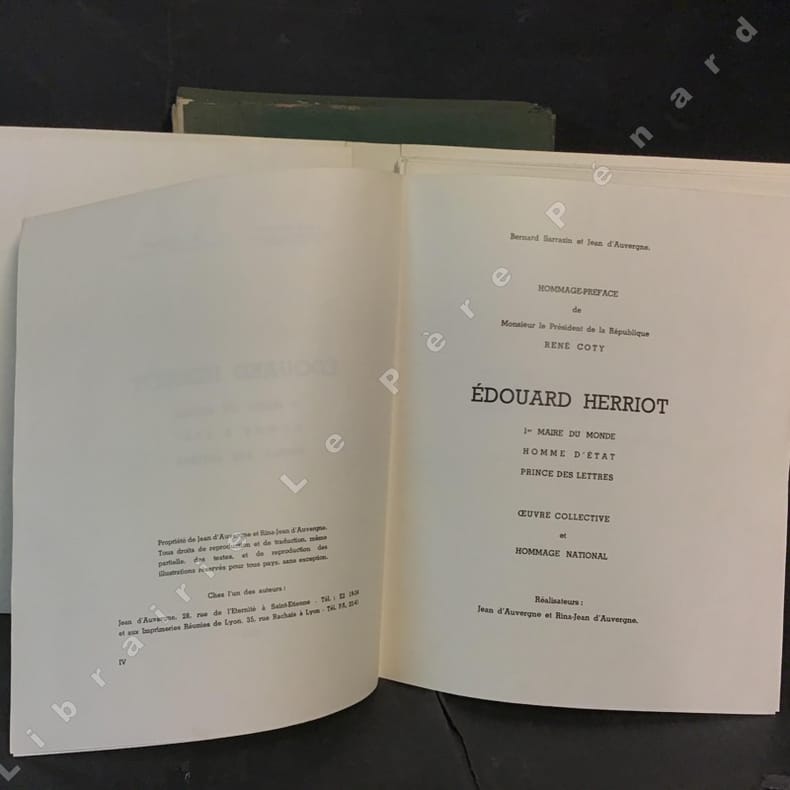 Propriété de Jean d'Auvergne et Rina-Jean d'Auvergne.
Tous droits de reproduction et de traduction, même
partielle, des textes, et de reproduction des
illustrations réservés pour tous pays, sans exception.
Chez l'un des auteurs :
Jean d'Auvergne, 28, rue de l'Eternité à Saint-Etienne - Tél. : E2
et aux Imprimeries Réunies de Lyon, 35, rue Rachais à Lyon - Tél. P.A.
IV
Bernard Sarrazin et Jean d'Auvergne.
HOMMAGE-PRÉFACE
de
Monsieur le Président de la République
RENÉ COTY
ÉDOUARD HERRIOT
1er MAIRE DU MONDE
HOMME D'ÉTAT
PRINCE DES LETTRES
ŒUVRE COLLECTIVE
et
HOMMAGE NATIONAL
Réalisateurs :
Jean d'Auvergne et Rina-Jean d'Auvergne.
Librairie Le Père Pénard